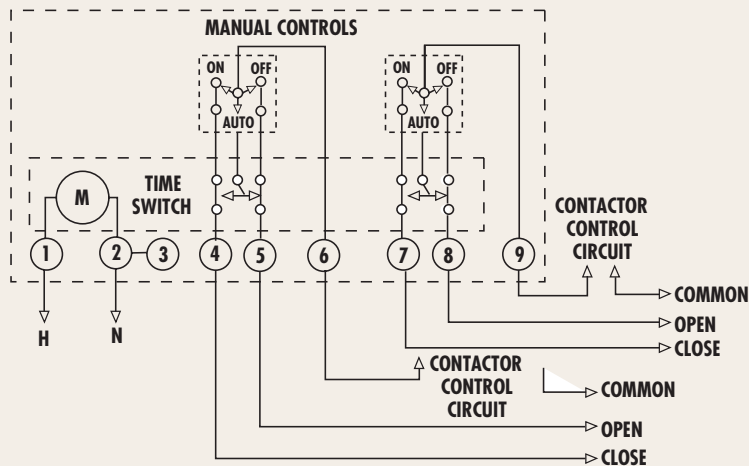 MANUAL CONTROLS
ON OFF
AUTO
ON OFF
AUTO
M
TIME
SWITCH
1 2 3 4 5 6 7 8 9
CONTACTOR
CONTROL
CIRCUIT
H N
COMMON
OPEN
CLOSE
CONTACTOR
CONTROL
CIRCUIT
COMMON
OPEN
CLOSE